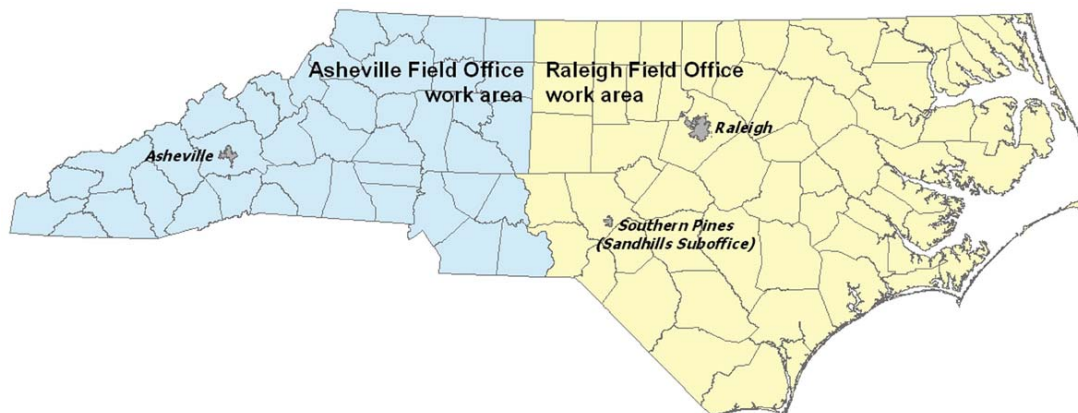 Asheville Field Office
work area
Raleigh Field Office
work area
Raleigh
Asheville
Southern Pines
(Sandhills Suboffice)